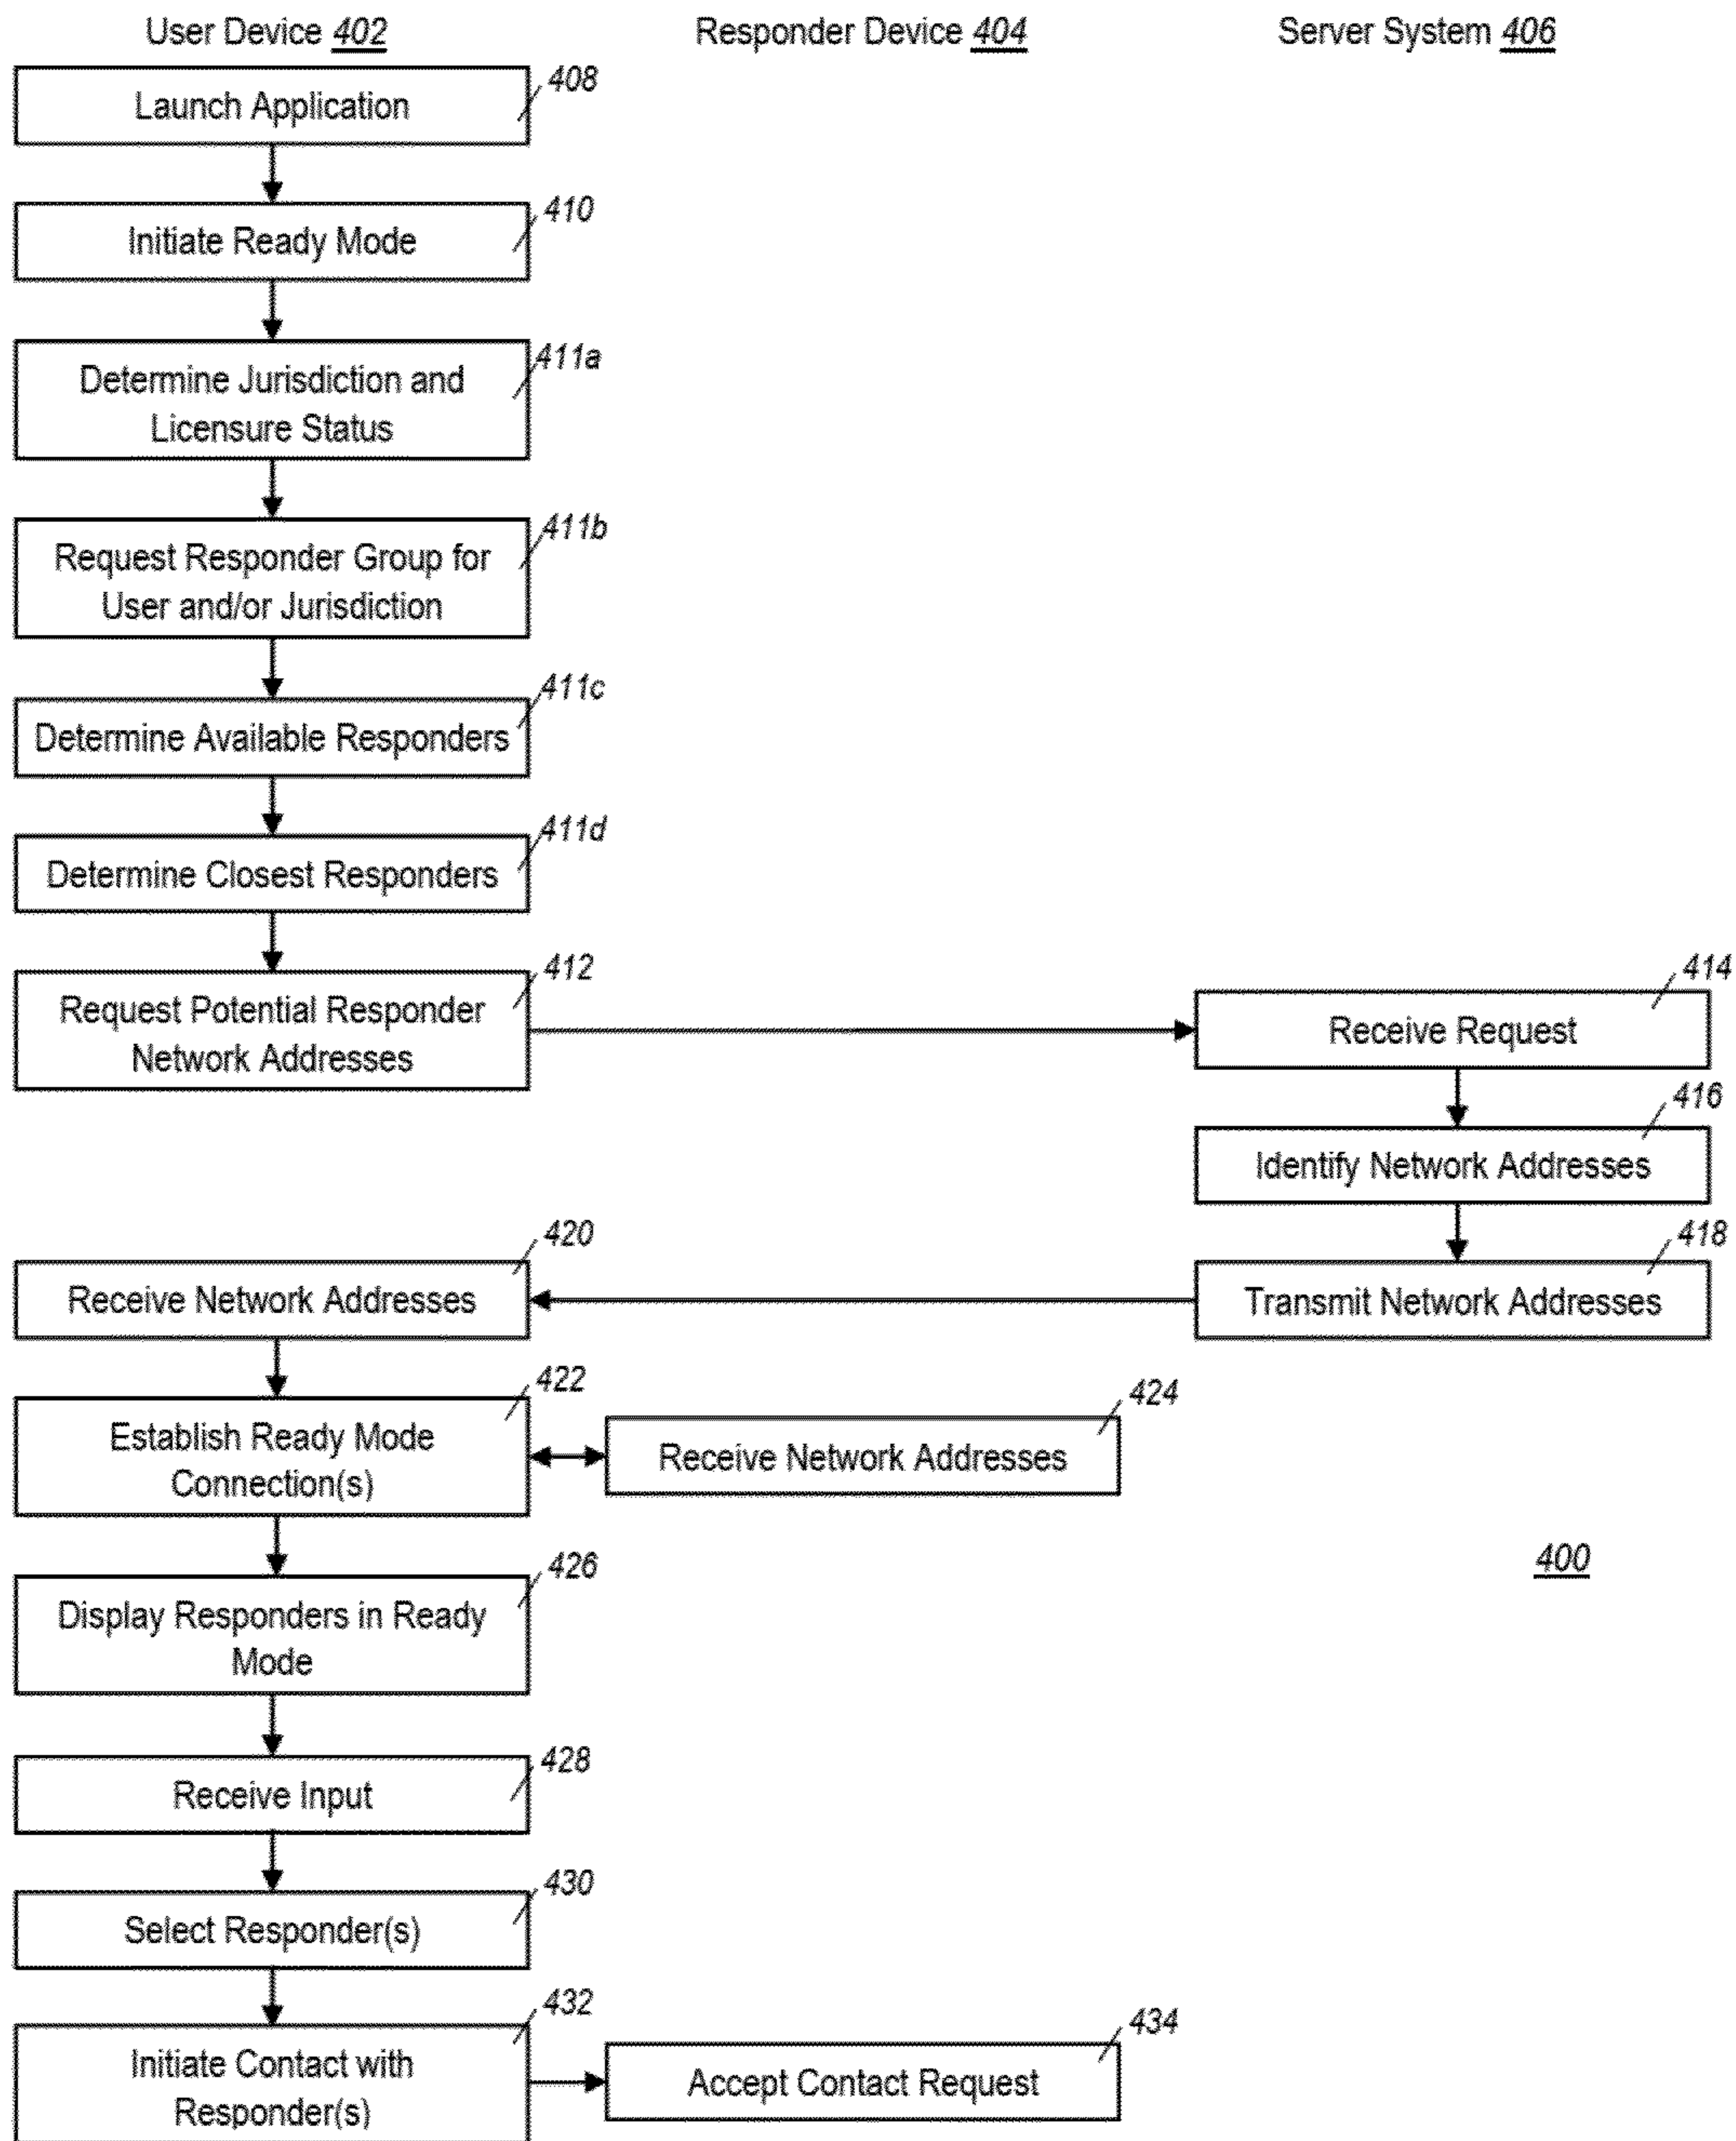 User Device 402
Responder Device 404
Server System 406
408
Launch Application
410
Initiate Ready Mode
411a
Determine Jurisdiction and
Licensure Status
411b
Request Responder Group for
User and/or Jurisdiction
411c
Determine Available Responders
411d
Determine Closest Responders
412
Request Potential Responder
Network Addresses
414
Receive Request
416
Identify Network Addresses
418
Transmit Network Addresses
420
Receive Network Addresses
422
Establish Ready Mode
Connection(s)
424
Receive Network Addresses
400
426
Display Responders in Ready
Mode
428
Receive Input
430
Select Responder(s)
432
Initiate Contact with
Responder(s)
434
Accept Contact Request